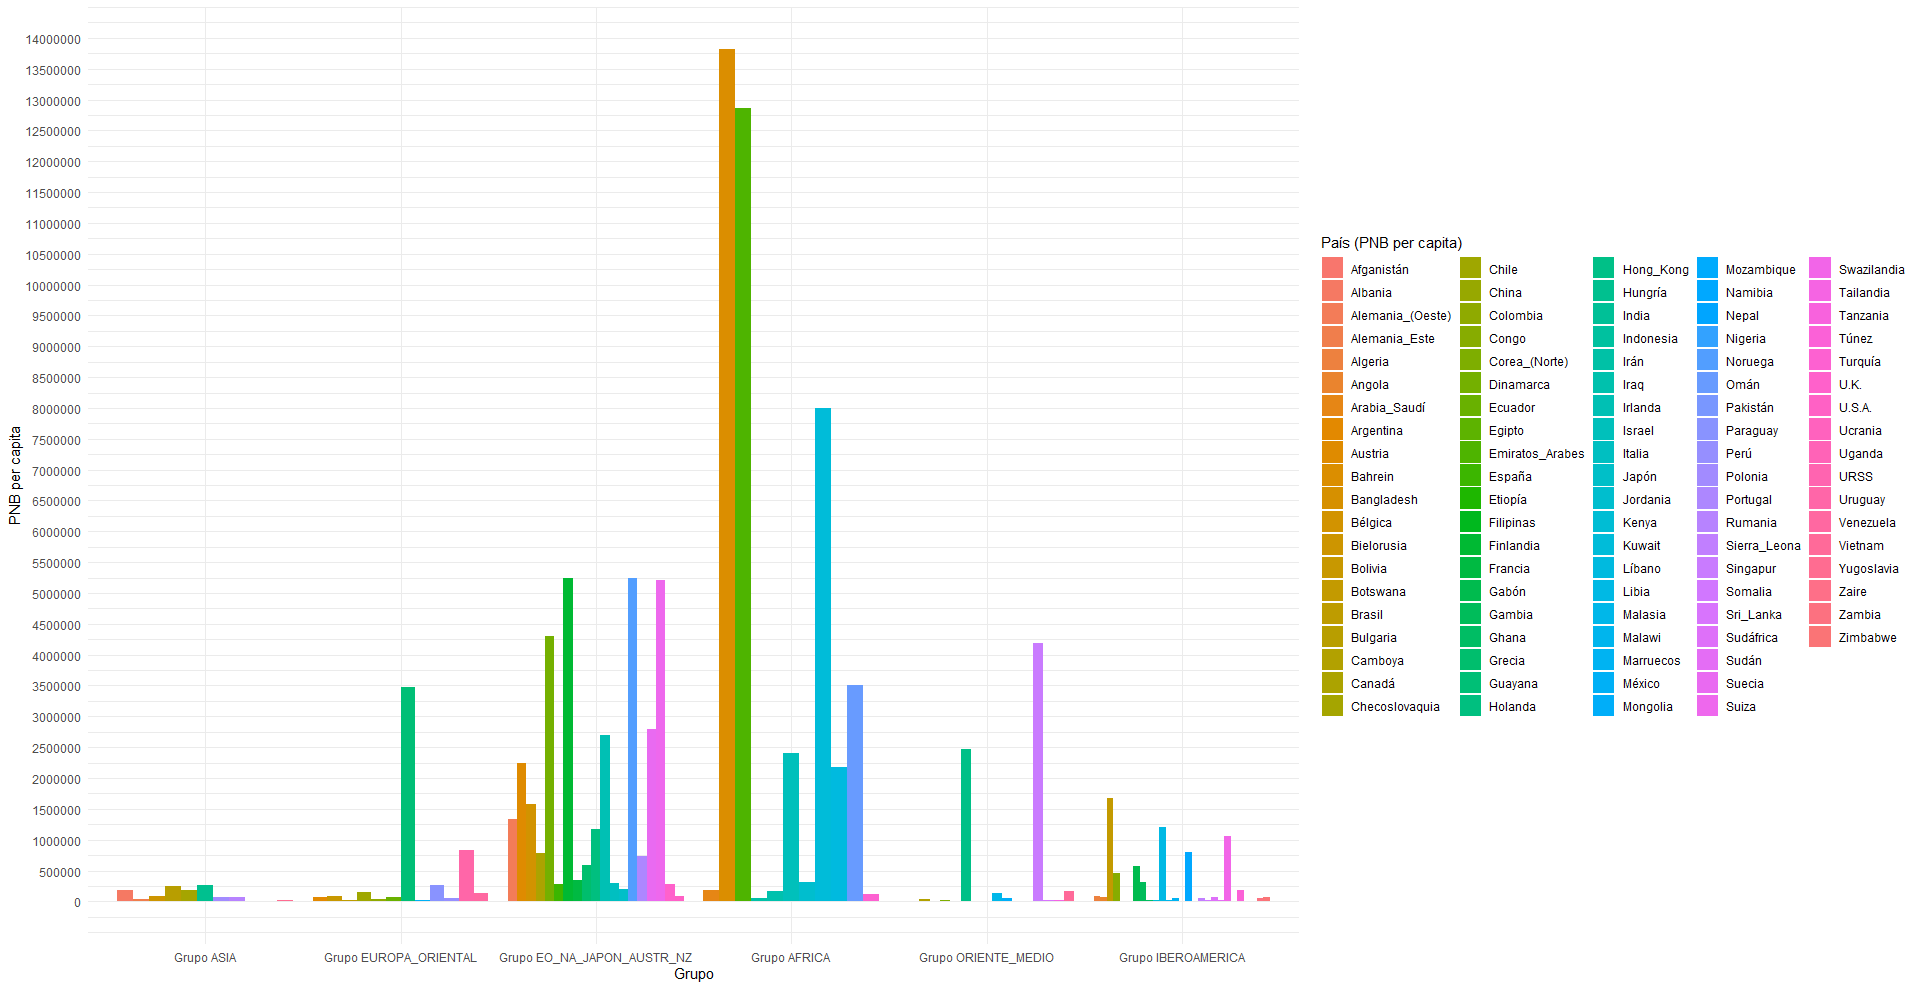 14000000
13500000
13000000
12500000
12000000
11500000
11000000
10500000
10000000
9500000
9000000
8500000
8000000
7500000
7000000
6500000
6000000
5500000
5000000
4500000
4000000
3500000
3000000
2500000
2000000
1500000
1000000
500000
0
PNB per capita
Grupo ASIA
Grupo EUROPA_ORIENTAL
Grupo EO_NA_JAPON_AUSTR_NZ
Grupo AFRICA
Grupo ORIENTE_MEDIO
Grupo IBEROAMERICA
Grupo
País (PNB per capita)
Afganistán
Albania
Alemania_(Oeste)
Alemania_Este
Algeria
Angola
Arabia_Saudí
Argentina
Austria
Bahrein
Bangladesh
Bélgica
Bielorusia
Bolivia
Botswana
Brasil
Bulgaria
Camboya
Canadá
Checoslovaquia
Chile
China
Colombia
Congo
Corea_(Norte)
Dinamarca
Ecuador
Egipto
Emiratos_Arabes
España
Etiopía
Filipinas
Finlandia
Francia
Gabón
Gambia
Ghana
Grecia
Guayana
Holanda
Hong_Kong
Hungría
India
Indonesia
Irán
Iraq
Irlanda
Israel
Italia
Japón
Jordania
Kenya
Kuwait
Líbano
Libia
Malasia
Malawi
Marruecos
México
Mongolia
Mozambique
Namibia
Nepal
Nigeria
Noruega
Omán
Pakistán
Paraguay
Perú
Polonia
Portugal
Rumania
Sierra_Leona
Singapur
Somalia
Sri_Lanka
Sudáfrica
Sudán
Suecia
Suiza
Swazilandia
Tailandia
Tanzania
Túnez
Turquía
U.K.
U.S.A.
Ucrania
Uganda
URSS
Uruguay
Venezuela
Vietnam
Yugoslavia
Zaire
Zambia
Zimbabwe